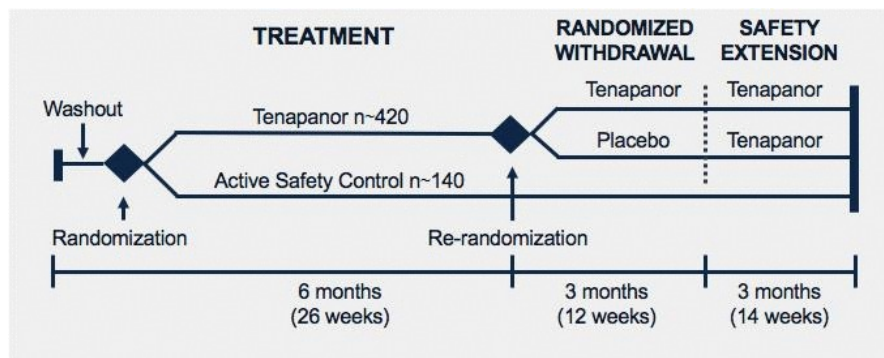 TREATMENT
RANDOMIZED
WITHDRAWAL
SAFETY
EXTENSION
Washout
Tenapanor n~420
Tenapanor
Tenapanor
Placebo
Tenapanor
Active Safety Control n~140
Randomization
Re-randomization
6 months
(26 weeks)
3 months
(12 weeks)
3 months
(14 weeks)